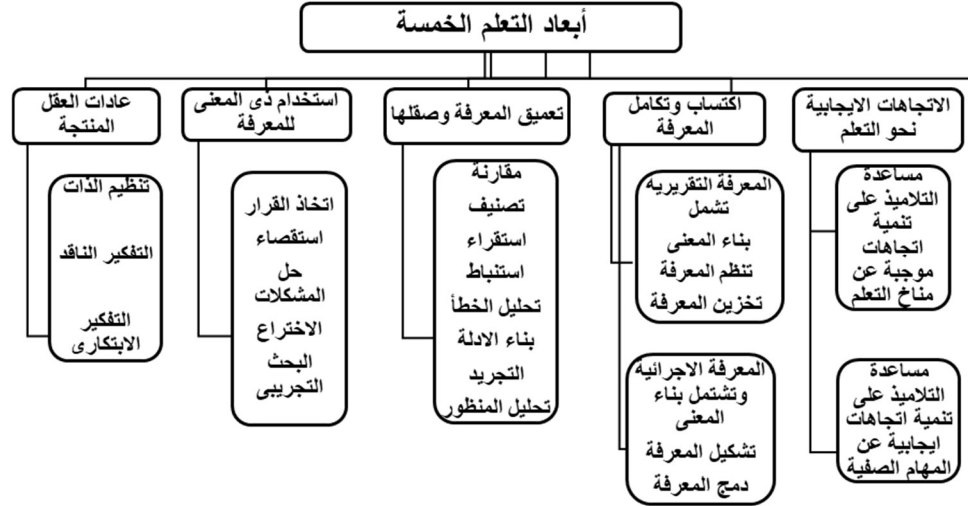 أبعاد التعلم الخمسة
الاتجاهات الايجابية
نحو التعلم
مساعدة
التلاميذ على
تنمية
اتجاهات
موجبة عن
مناخ التعلم
مساعدة
التلاميذ على
تنمية اتجاهات
ايجابية عن
المهام الصفية
اكتساب وتكامل
المعرفة
المعرفة التقريريه
تشمل
بناء المعنى
تنظم المعرفة
تخزين المعرفة
المعرفة الاجرائية
وتشتمل بناء
المعنى
تشكيل المعرفة
دمج المعرفة
تعميق المعرفة وصقلها
مقارنة
تصنيف
استقراء
استنباط
تحليل الخطأ
بناء الادلة
التجريد
تحليل المنظور
استخدام ذى المعنى
للمعرفة
اتخاذ القرار
استقصاء
حل
المشكلات
الاختراع
البحث
التجريبى
عادات العقل
المنتجة
تنظيم الذات
التفكير الناقد
التفكير
الابتكارى